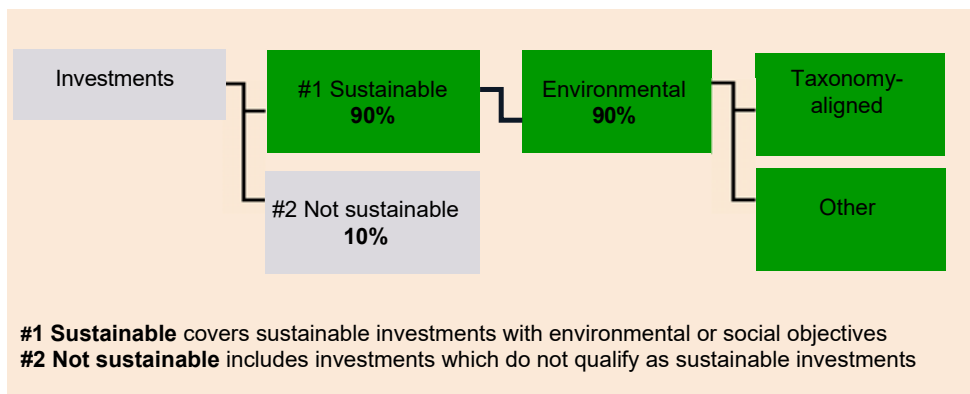 Investments
#1 Sustainable
90%
Environmental
90%
Taxonomy-
aligned
#2 Not sustainable
10%
Other
#1 Sustainable covers sustainable investments with environmental or social objectives
#2 Not sustainable includes investments which do not qualify as sustainable investments